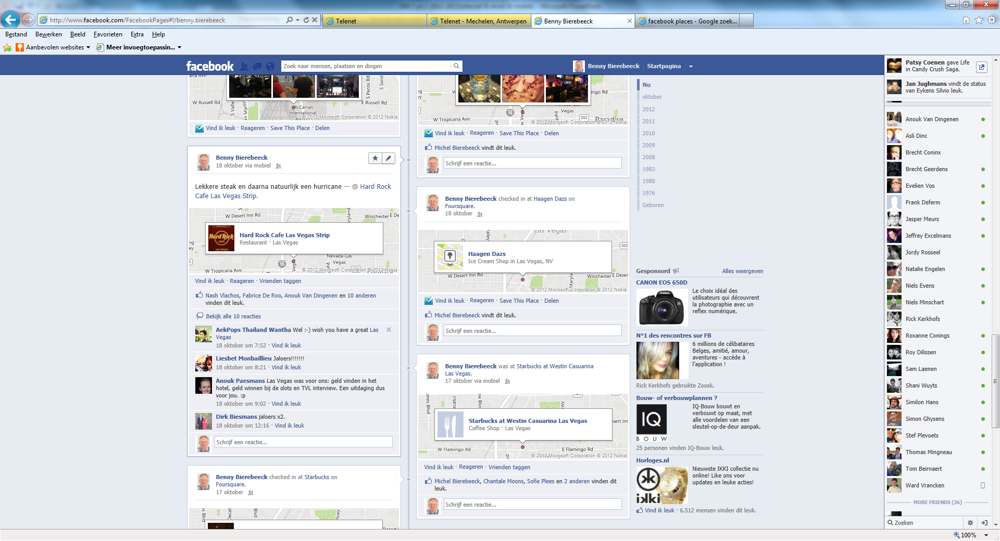 http://www.facebook.com/FacebookPages#!/benny.bierebeeck
Telenet
Telenet - Mechelen, Antwerpen
Benny Bierebeeck
facebook places - Google zoek...
Bestand Bewerken Beeld Favorieten Extra Help
Aanbevolen websites
Meer invoegtoepassin...
facebook
Zoek naar mensen, plaatsen en dingen
Benny Bierebeeck
Startpagina
W Russell Rd
E Russell Rd
S Pecos Rd
McCarran
International
© 2012 Microsoft Corporation © 2012 Nokia
Vind ik leuk · Reageren · Save This Place · Delen
Benny Bierebeeck
18 oktober via mobiel
Lekkere steak en daarna natuurlijk een hurricane — @ Hard Rock
Cafe Las Vegas Strip.
W Desert Inn Rd
Winchester
E De
Hard Rock Cafe Las Vegas Strip
Restaurant · Las Vegas
Nevada-Las
Vegas
15
W Tropicana Ave
© 2012 Microsoft Corporation © 2012 Nokia
Vind ik leuk · Reageren · Vrienden taggen
Nash Vlachos, Fabrice De Roo, Anouk Van Dingenen en 10 anderen
vinden dit leuk.
Bekijk alle 10 reacties
AekPops Thailand Wantha Wel :-) wish you have a great Las
Vegas
18 oktober om 7:52 · Vind ik leuk
Liesbet Monbaillieu Jaloers!!!!!!!
18 oktober om 8:21 · Vind ik leuk
Anouk Paesmans Las Vegas was voor ons: geld vinden in het
hotel, geld winnen bij de slots en TVL interview. Een uitdaging dus
voor jou. :p
18 oktober om 9:02 · Vind ik leuk
Dirk Biesmans jaloers x2.
18 oktober om 12:16 · Vind ik leuk
Schrijf een reactie...
Benny Bierebeeck checked in at Starbucks on
Foursquare.
17 oktober
ingo Rd
15
Vegas
593
W Tropicana Ave
Paradise
© 2012 Microsoft Corporation © 2012 Nokia
Vind ik leuk · Reageren · Save This Place · Delen
Michel Bierebeeck vindt dit leuk.
Schrijf een reactie...
Benny Bierebeeck checked in at Haagen Dazs on
Foursquare.
18 oktober
Las Vegas
582
Haagen Dazs
Ice Cream Shop in Las Vegas, NV
W Desert Inn Rd
Winchester
E Deser
© 2012 Microsoft Corporation © 2012 Nokia
Vind ik leuk · Reageren · Save This Place · Delen
Michel Bierebeeck vindt dit leuk.
Schrijf een reactie...
Benny Bierebeeck was at Starbucks at Westin Casuarina
Las Vegas.
17 oktober via mobiel
Starbucks at Westin Casuarina Las Vegas
Coffee Shop · Las Vegas
sert Inn
W Flamingo Rd
E Flamingo Rd
© 2012 Microsoft Corporation © 2012 Nokia
Vind ik leuk · Reageren · Vrienden taggen
Michel Bierebeeck, Chantale Moons, Sofie Plees en 2 anderen vinden dit
leuk.
Schrijf een reactie...
Nu
oktober
2012
2011
2010
2009
2008
1983
1980
1976
Geboren
Gesponsord
Alles weergeven
CANON EOS 650D
Le choix idéal des
utilisateurs qui découvrent
la photographie avec un
reflex numérique.
N°1 des rencontres sur FB
6 millions de célibataires
Belges, amitié, amour,
aventures - accède à
l'application !
Rick Kerkhofs gebruikte Zoosk.
Bouw- of verbouwplannen ?
IQ
BOUW
IQ-Bouw bouwt en
verbouwt op maat, met
alle voordelen van een
sleutel-op-de-deur aanpak.
25 personen vinden IQ-Bouw leuk.
Horloges.nl
ikki
Nieuwste IKKI collectie nu
online! Like ons voor
updates en leuke acties!
Vind ik leuk · 6.512 mensen vinden dit leuk.
Patsy Coenen gave Life
in Candy Crush Saga.
Jan Jughmans vindt de status
van Eykens Silvio leuk.
Anouk Van Dingenen
Asli Dinc
Brecht Coninx
Brecht Geerdens
Evelien Vos
Frank Deferm
Jasper Meurs
Jeffrey Excelmans
Jordy Rosseel
Natalie Engelen
Niels Evens
Niels Minschart
Rick Kerkhofs
Roxanne Conings
Roy Dilissen
Sam Laenen
Shani Wuyts
Similon Hans
Simon Ghysens
Stef Plevoets
Thomas Mingneau
Tom Beirnaert
Ward Vrancken
MORE FRIENDS (26)
Zoeken
100%